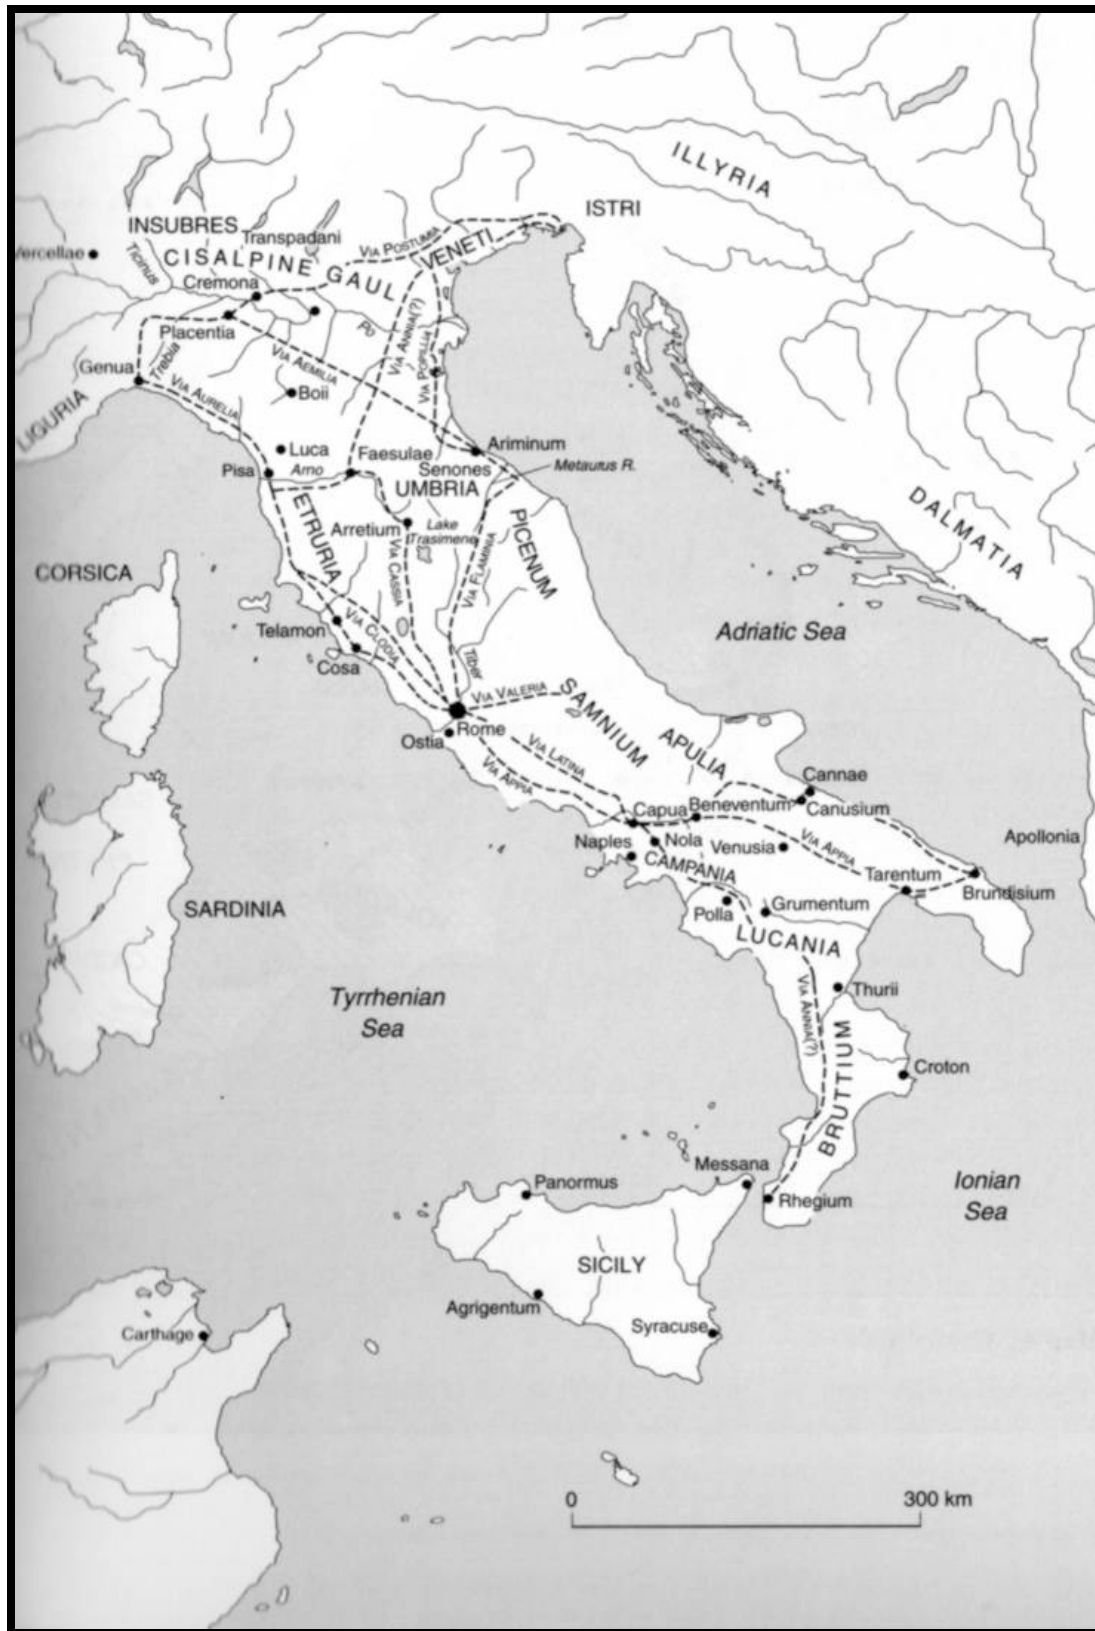 ILLYRIA
ISTRI
INSUBRES
Transpadani
VIA POSTUMIA
VENETI
Vercellae
Ticinus
CISALPINE GAUL
Cremona
Po
VIA ANNIA(?)
VIA POPILLIA
Placentia
Trebia
VIA AEMILIA
Genua
VIA AURELIA
Boii
LIGURIA
Luca
Faesulae
Ariminum
Pisa
Arno
Senones
Metaurus R.
UMBRIA
ETRURIA
Arretium
Lake
Trasimene
PICENUM
DALMATIA
VIA CASSIA
VIA FLAMINIA
CORSICA
Telamon
VIA CLODIA
Adriatic Sea
Cosa
Tiber
VIA VALERIA
SAMNIUM
Rome
Ostia
VIA LATINA
APULIA
VIA APPIA
Cannae
Capua
Beneventum
Canusium
Naples
Nola
Venusia
VIA APPIA
Apollonia
CAMPANIA
Tarentum
Brundisium
SARDINIA
Polla
Grumentum
LUCANIA
Tyrrhenian
Sea
VIA ANNIA(?)
Thurii
BRUTTIUM
Croton
Messana
Panormus
Rhegium
Ionian
Sea
SICILY
Agrigentum
Syracuse
Carthage
0 300 km